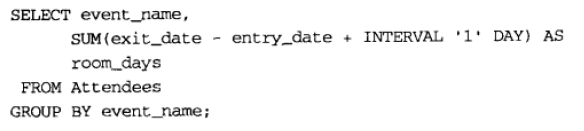 SELECT event_name,
SUM(exit_date - entry_date + INTERVAL '1' DAY) AS
room_days
FROM Attendees
GROUP BY event_name;